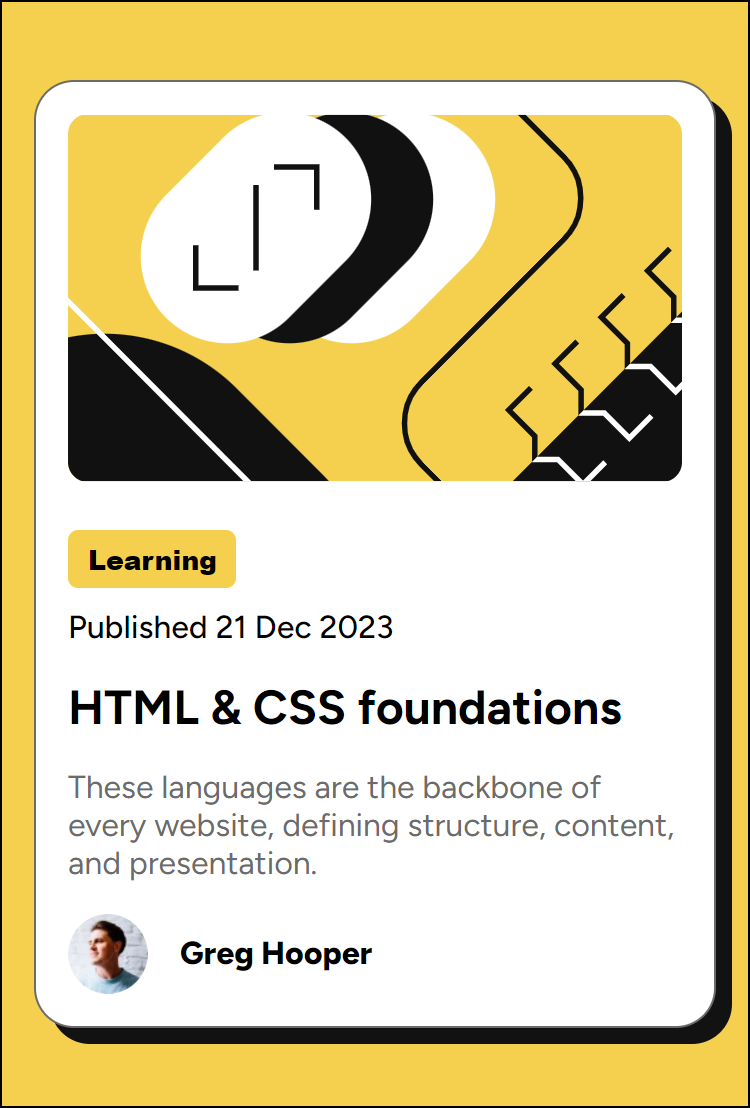 Learning
Published 21 Dec 2023
HTML & CSS foundations
These languages are the backbone of
every website, defining structure, content,
and presentation.
Greg Hooper